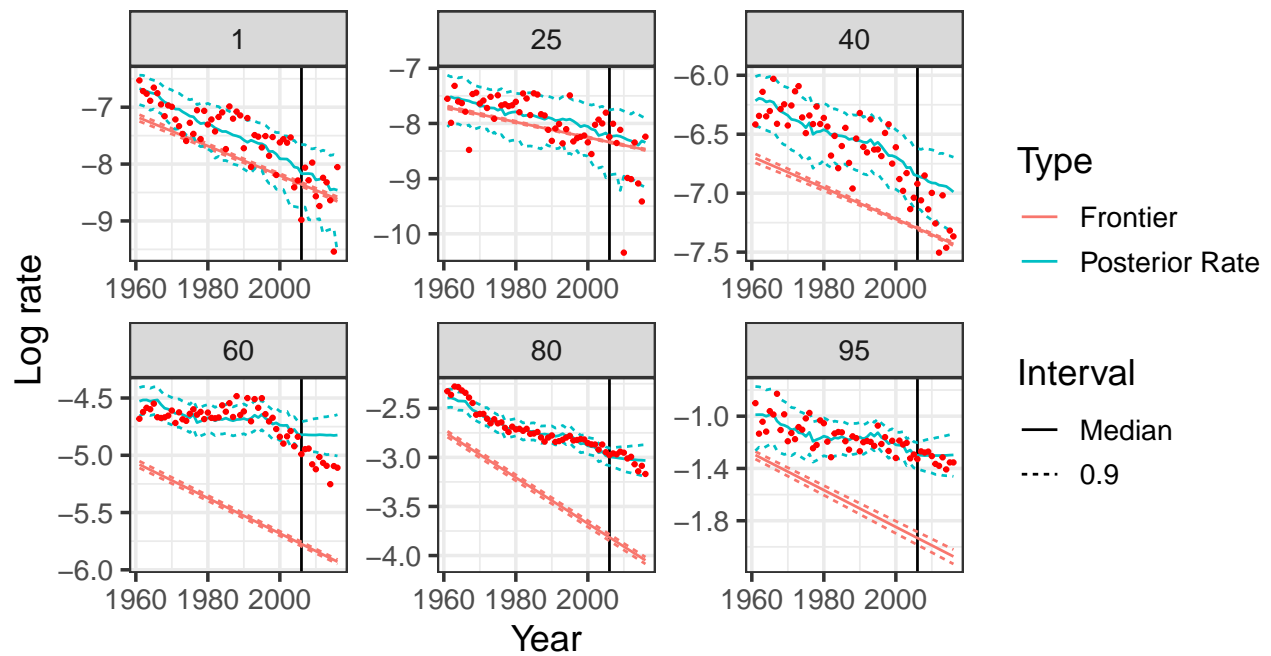 1
25
40
−7
−8
−9
−7
−8
−9
−10
−6.0
−6.5
−7.0
−7.5
1960 1980 2000
1960 1980 2000
1960 1980 2000
60
80
95
−4.5
−5.0
−5.5
−6.0
−2.5
−3.0
−3.5
−4.0
−1.0
−1.4
−1.8
1960 1980 2000
1960 1980 2000
1960 1980 2000
Log rate
Year
Type
Frontier
Posterior Rate
Interval
Median
0.9